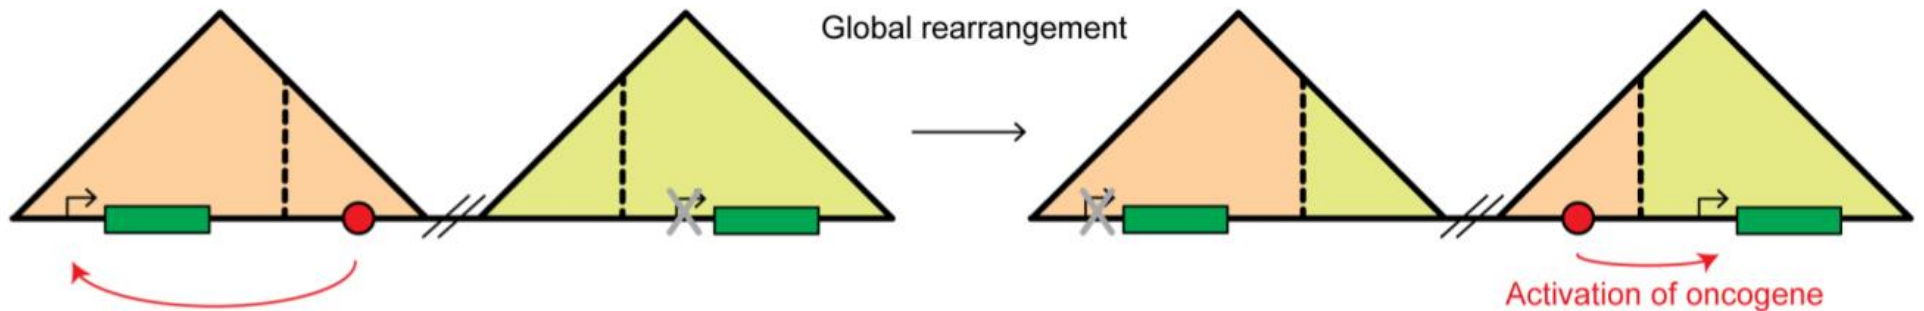 Global rearrangement
Activation of oncogene